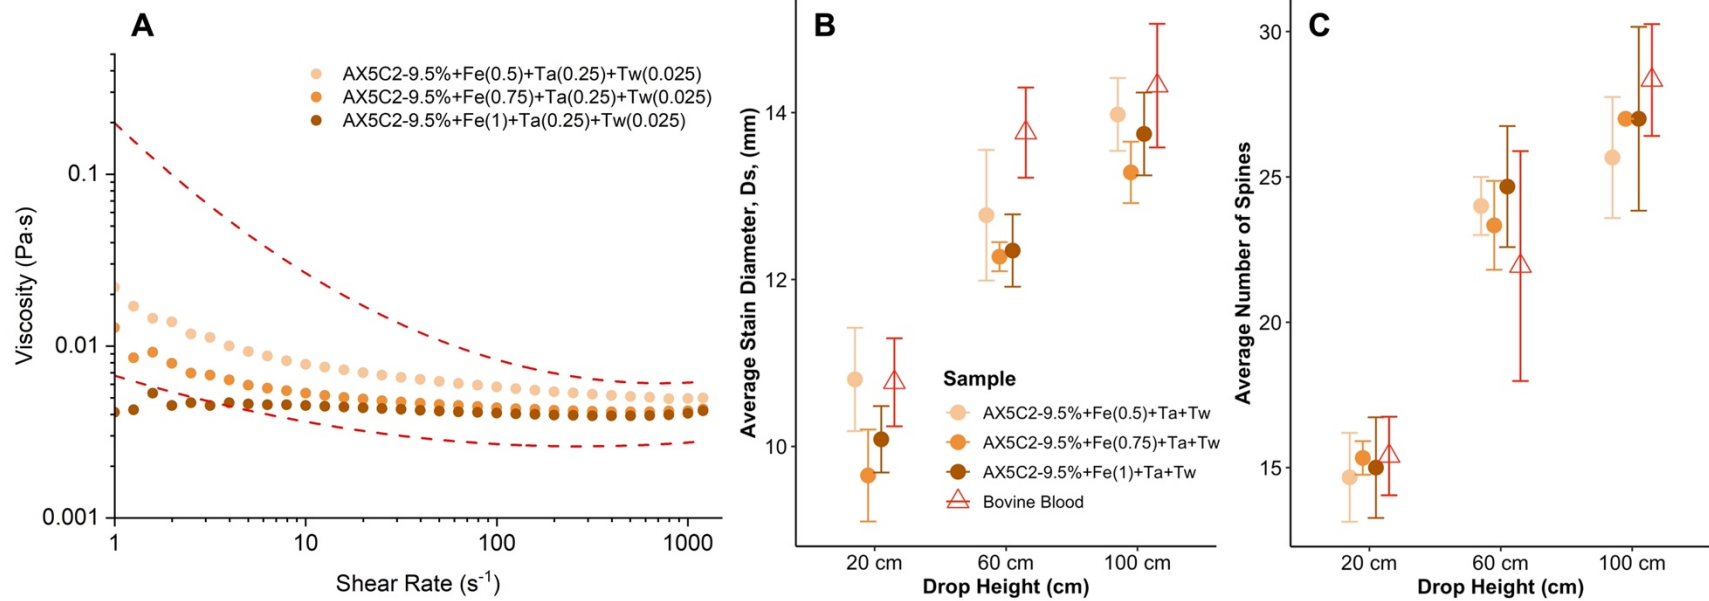 A
AX5C2-9.5%+Fe(0.5)+Ta(0.25)+Tw(0.025)
AX5C2-9.5%+Fe(0.75)+Ta(0.25)+Tw(0.025)
AX5C2-9.5%+Fe(1)+Ta(0.25)+Tw(0.025)
Viscosity (Pa·s)
0.1
0.01
0.001
1
10
100
1000
Shear Rate (s⁻¹)
B
Average Stain Diameter, Ds, (mm)
14
12
10
Sample
AX5C2-9.5%+Fe(0.5)+Ta+Tw
AX5C2-9.5%+Fe(0.75)+Ta+Tw
AX5C2-9.5%+Fe(1)+Ta+Tw
Bovine Blood
20 cm
60 cm
100 cm
Drop Height (cm)
C
Average Number of Spines
30
25
20
15
20 cm
60 cm
100 cm
Drop Height (cm)